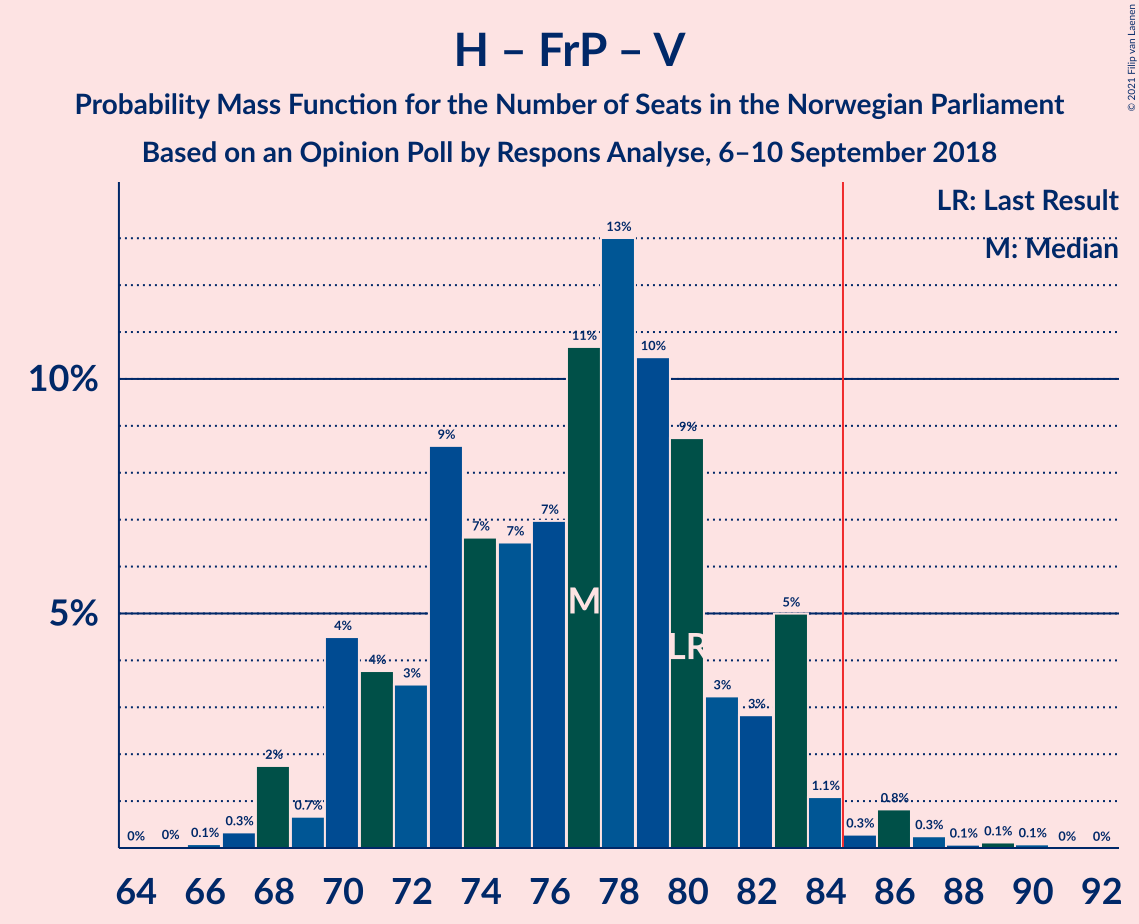 H – FrP – V
Probability Mass Function for the Number of Seats in the Norwegian Parliament
Based on an Opinion Poll by Respons Analyse, 6–10 September 2018
© 2021 Filip van Laenen
LR: Last Result
M: Median
10%
5%
0% 0% 0.1% 0.3% 2% 0.7% 4% 4% 3% 9% 7% 7% 7% 11% 13% 10% 9% 3% 3% 5% 1.1% 0.3% 0.8% 0.3% 0.1% 0.1% 0.1% 0% 0%
M
LR
64 66 68 70 72 74 76 78 80 82 84 86 88 90 92